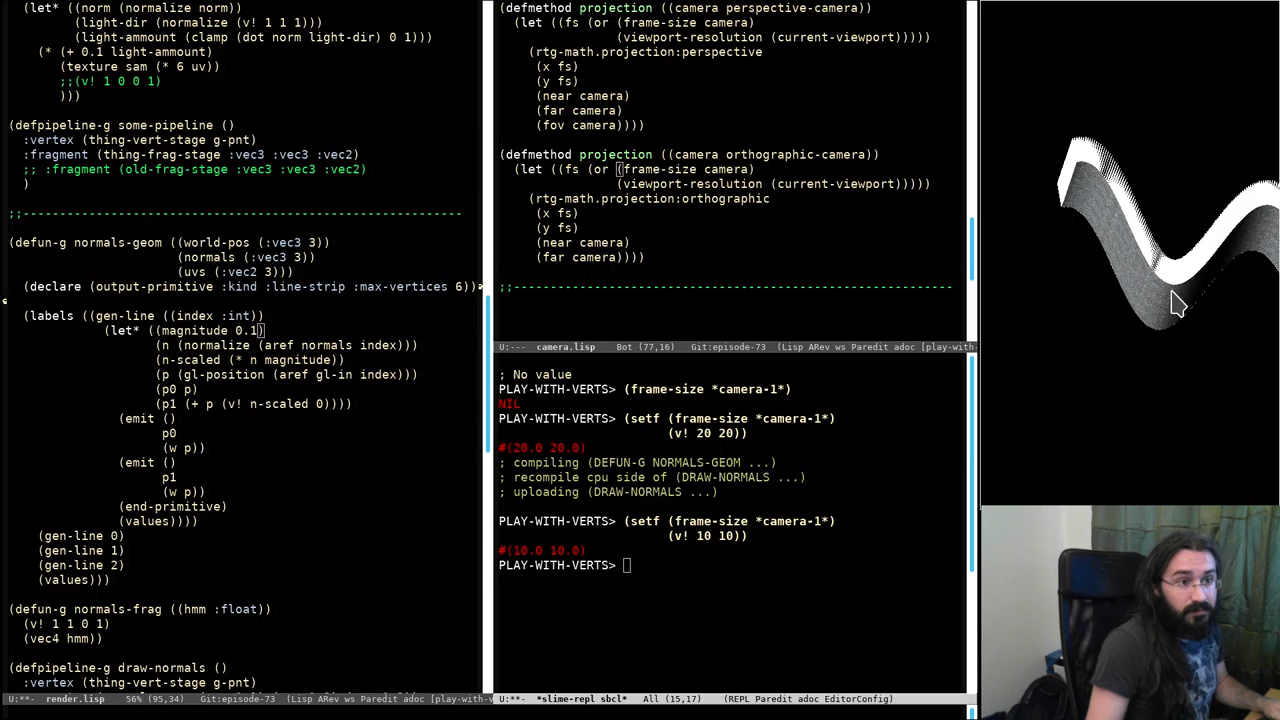 (let* ((norm (normalize norm))
(light-dir (normalize (v! 1 1 1)))
(light-amount (clamp (dot norm light-dir) 0 1)))
(* (+ 0.1 light-amount)
(texture sam (* 6 uv))
;;(v! 1 0 0 1)
)))
(defpipeline-g some-pipeline ()
:vertex (thing-vert-stage g-pnt)
:fragment (thing-frag-stage :vec3 :vec3 :vec2)
;; :fragment (old-frag-stage :vec3 :vec3 :vec2)
)
;;------------------------------------------------------------
(defun-g normals-geom ((world-pos (:vec3 3))
(normals (:vec3 3))
(uvs (:vec2 3)))
(declare (output-primitive :kind :line-strip :max-vertices 6))
(labels ((gen-line ((index :int))
(let* ((magnitude 0.1)
(n (normalize (aref normals index)))
(n-scaled (* n magnitude))
(p (gl-position (aref gl-in index)))
(p0 p)
(p1 (+ p (v! n-scaled 0))))
(emit ()
p0
(w p))
(emit ()
p1
(w p))
(end-primitive)
(values))))
(gen-line 0)
(gen-line 1)
(gen-line 2)
(values)))
(defun-g normals-frag ((hmm :float))
(v! 1 1 0 1)
(vec4 hmm))
(defpipeline-g draw-normals ()
:vertex (thing-vert-stage g-pnt)
U:**-  render.lisp    56% (95,34)    Git:episode-73  (Lisp ARev ws Paredit adoc [play-with-v
(defmethod projection ((camera perspective-camera))
(let ((fs (or (frame-size camera)
(viewport-resolution (current-viewport)))))
(rtg-math.projection:perspective
(x fs)
(y fs)
(near camera)
(far camera)
(fov camera))))
(defmethod projection ((camera orthographic-camera))
(let ((fs (or (frame-size camera)
(viewport-resolution (current-viewport)))))
(rtg-math.projection:orthographic
(x fs)
(y fs)
(near camera)
(far camera))))
;;------------------------------------------------------------
U:---  camera.lisp    Bot (77,16)    Git:episode-73  (Lisp ARev ws Paredit adoc [play-with-
; No value
PLAY-WITH-VERTS> (frame-size *camera-1*)
NIL
PLAY-WITH-VERTS> (setf (frame-size *camera-1*)
(v! 20 20))
#(20.0 20.0)
; compiling (DEFUN-G NORMALS-GEOM ...)
; recompile cpu side of (DRAW-NORMALS ...)
; uploading (DRAW-NORMALS ...)
PLAY-WITH-VERTS> (setf (frame-size *camera-1*)
(v! 10 10))
#(10.0 10.0)
PLAY-WITH-VERTS>
U:**-  *slime-repl sbcl*    All (15,17)    (REPL Paredit adoc EditorConfig)